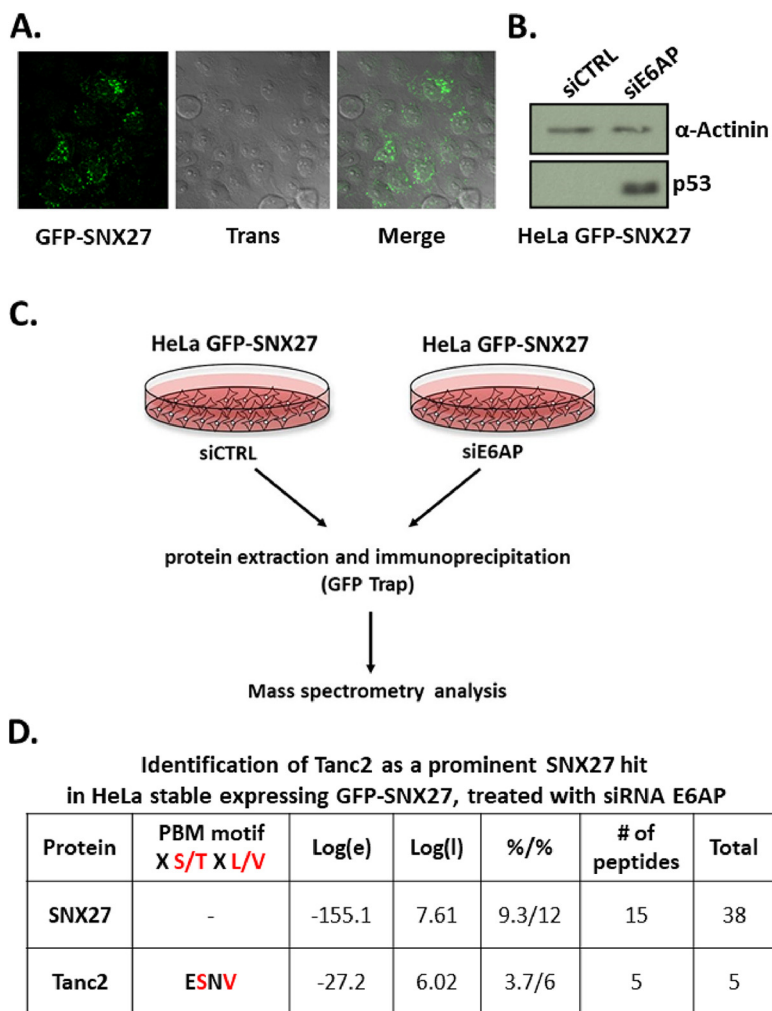 A.
GFP-SNX27
Trans
Merge
B.
siCTRL
siE6AP
α-Actinin
p53
HeLa GFP-SNX27
C.
HeLa GFP-SNX27
HeLa GFP-SNX27
siCTRL
siE6AP
protein extraction and immunoprecipitation
(GFP Trap)
Mass spectrometry analysis
D.
Identification of Tanc2 as a prominent SNX27 hit
in HeLa stable expressing GFP-SNX27, treated with siRNA E6AP
Protein
PBM motif
X S/T X L/V
Log(e)
Log(l)
%/%
# of
peptides
Total
SNX27
-
-155.1
7.61
9.3/12
15
38
Tanc2
ESNV
-27.2
6.02
3.7/6
5
5